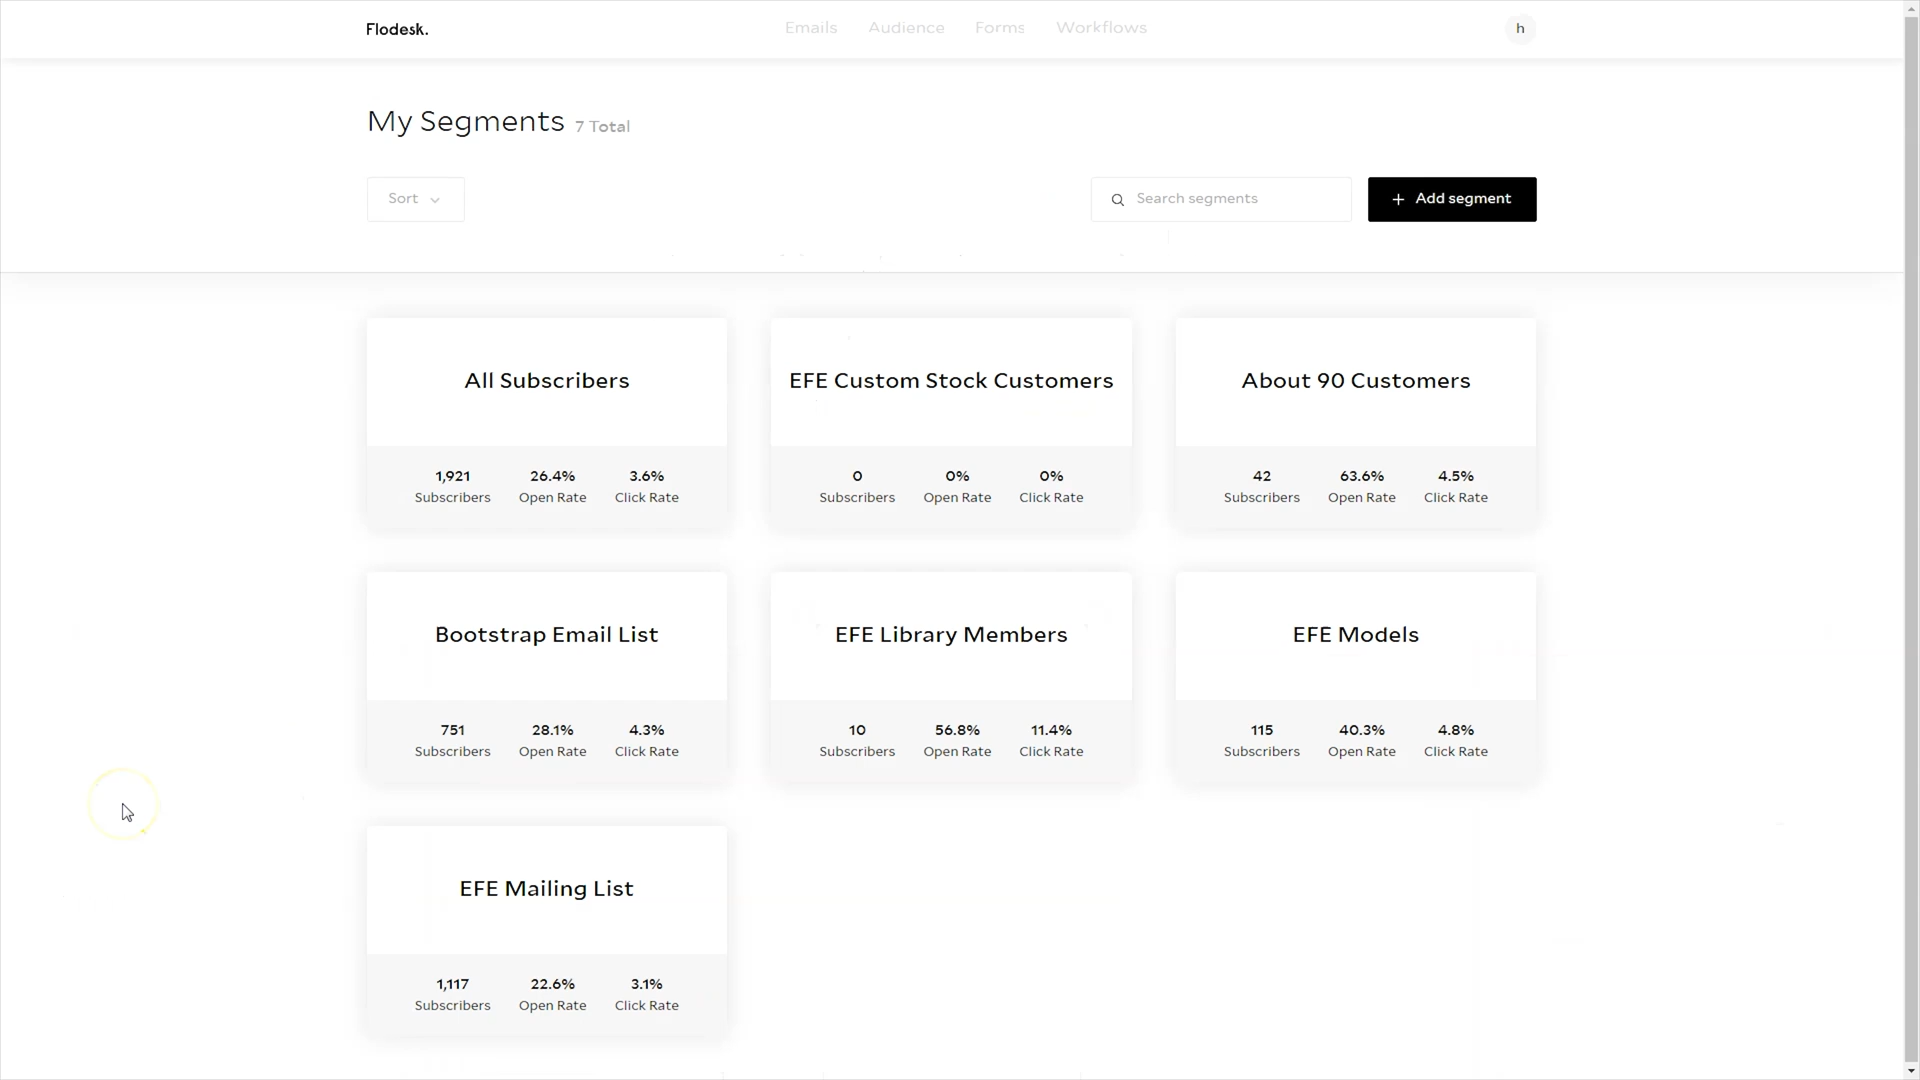 Flodesk.
Emails Audience Forms Workflows
h
My Segments 7 Total
Sort
Search segments
Add segment
All Subscribers
1,921 26.4% 3.6%
Subscribers Open Rate Click Rate
EFE Custom Stock Customers
0 0% 0%
Subscribers Open Rate Click Rate
About 90 Customers
42 63.6% 4.5%
Subscribers Open Rate Click Rate
Bootstrap Email List
751 28.1% 4.3%
Subscribers Open Rate Click Rate
EFE Library Members
10 56.8% 11.4%
Subscribers Open Rate Click Rate
EFE Models
115 40.3% 4.8%
Subscribers Open Rate Click Rate
EFE Mailing List
1,117 22.6% 3.1%
Subscribers Open Rate Click Rate